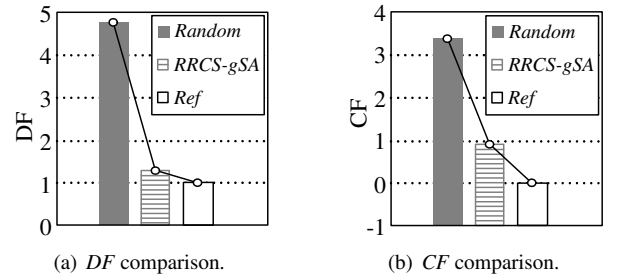 5
4
3
2
1
0
DF
Random
RRCS-gSA
Ref
(a) DF comparison.
4
3
2
1
0
-1
CF
Random
RRCS-gSA
Ref
(b) CF comparison.